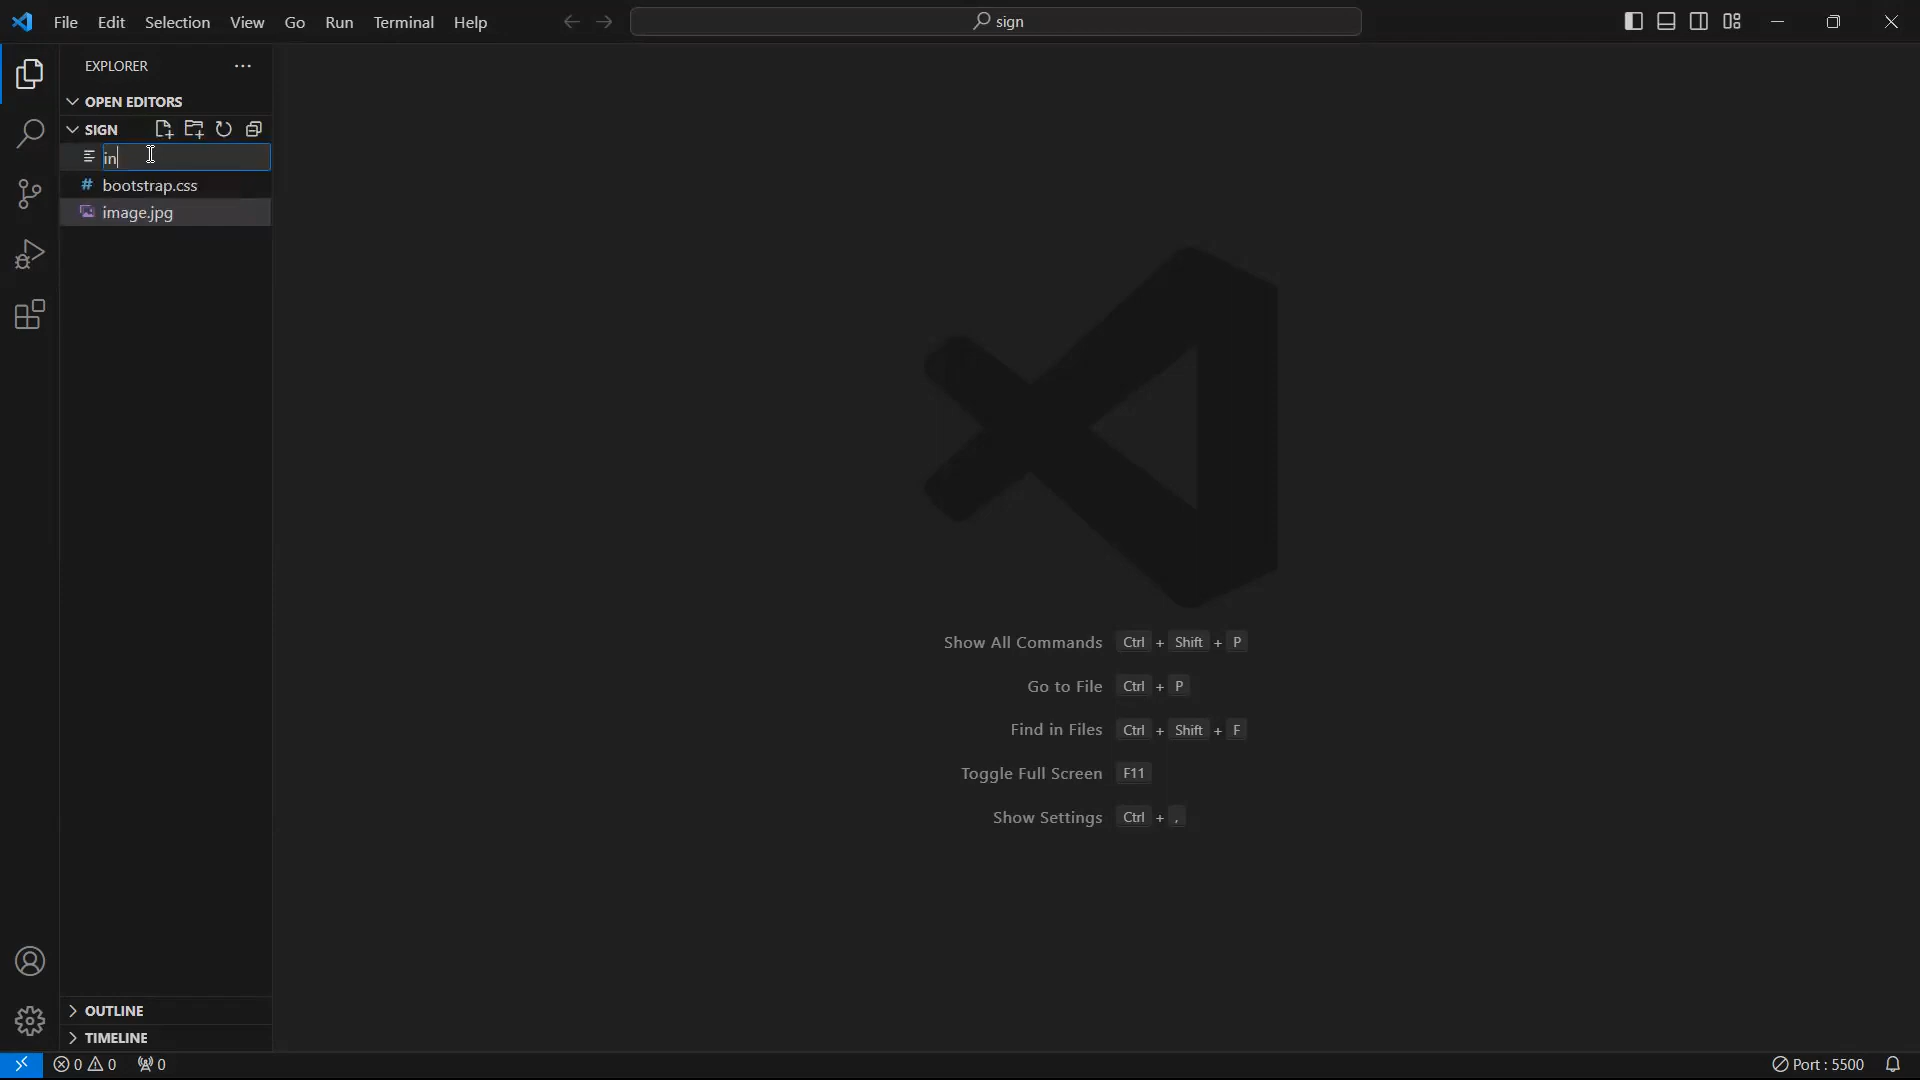 File Edit Selection View Go Run Terminal Help
sign
EXPLORER
OPEN EDITORS
SIGN
in
# bootstrap.css
image.jpg
Show All Commands Ctrl + Shift + P
Go to File Ctrl + P
Find in Files Ctrl + Shift + F
Toggle Full Screen F11
Show Settings Ctrl + ,
OUTLINE
TIMELINE
0 0 0
Port : 5500